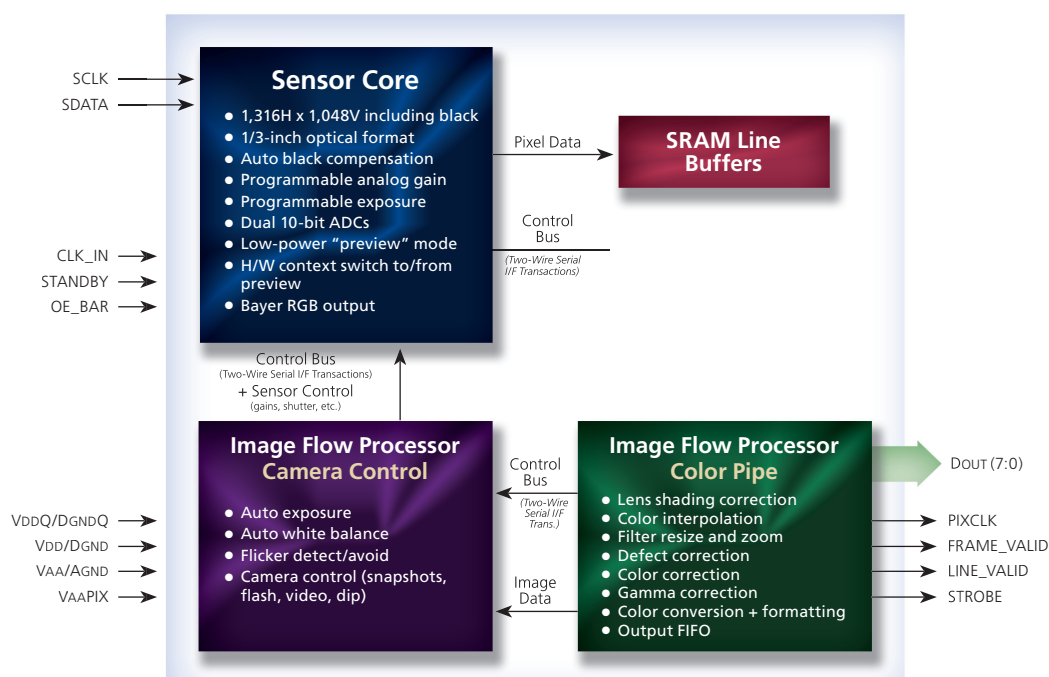 SCLK
SDATA
CLK_IN
STANDBY
OE_BAR
Sensor Core
● 1,316H x 1,048V including black
● 1/3-inch optical format
● Auto black compensation
● Programmable analog gain
● Programmable exposure
● Dual 10-bit ADCs
● Low-power “preview” mode
● H/W context switch to/from
preview
● Bayer RGB output
Pixel Data
SRAM Line
Buffers
Control
Bus
(Two-Wire Serial
I/F Transactions)
Control Bus
(Two-Wire Serial I/F Transactions)
+ Sensor Control
(gains, shutter, etc.)
VDDQ/DGNDQ
VDD/DGND
VAA/AGND
VAAPIX
Image Flow Processor
Camera Control
● Auto exposure
● Auto white balance
● Flicker detect/avoid
● Camera control (snapshots,
flash, video, dip)
Control
Bus
(Two-Wire
Serial I/F
Trans.)
Image
Data
Image Flow Processor
Color Pipe
● Lens shading correction
● Color interpolation
● Filter resize and zoom
● Defect correction
● Color correction
● Gamma correction
● Color conversion + formatting
● Output FIFO
DOUT (7:0)
PIXCLK
FRAME_VALID
LINE_VALID
STROBE